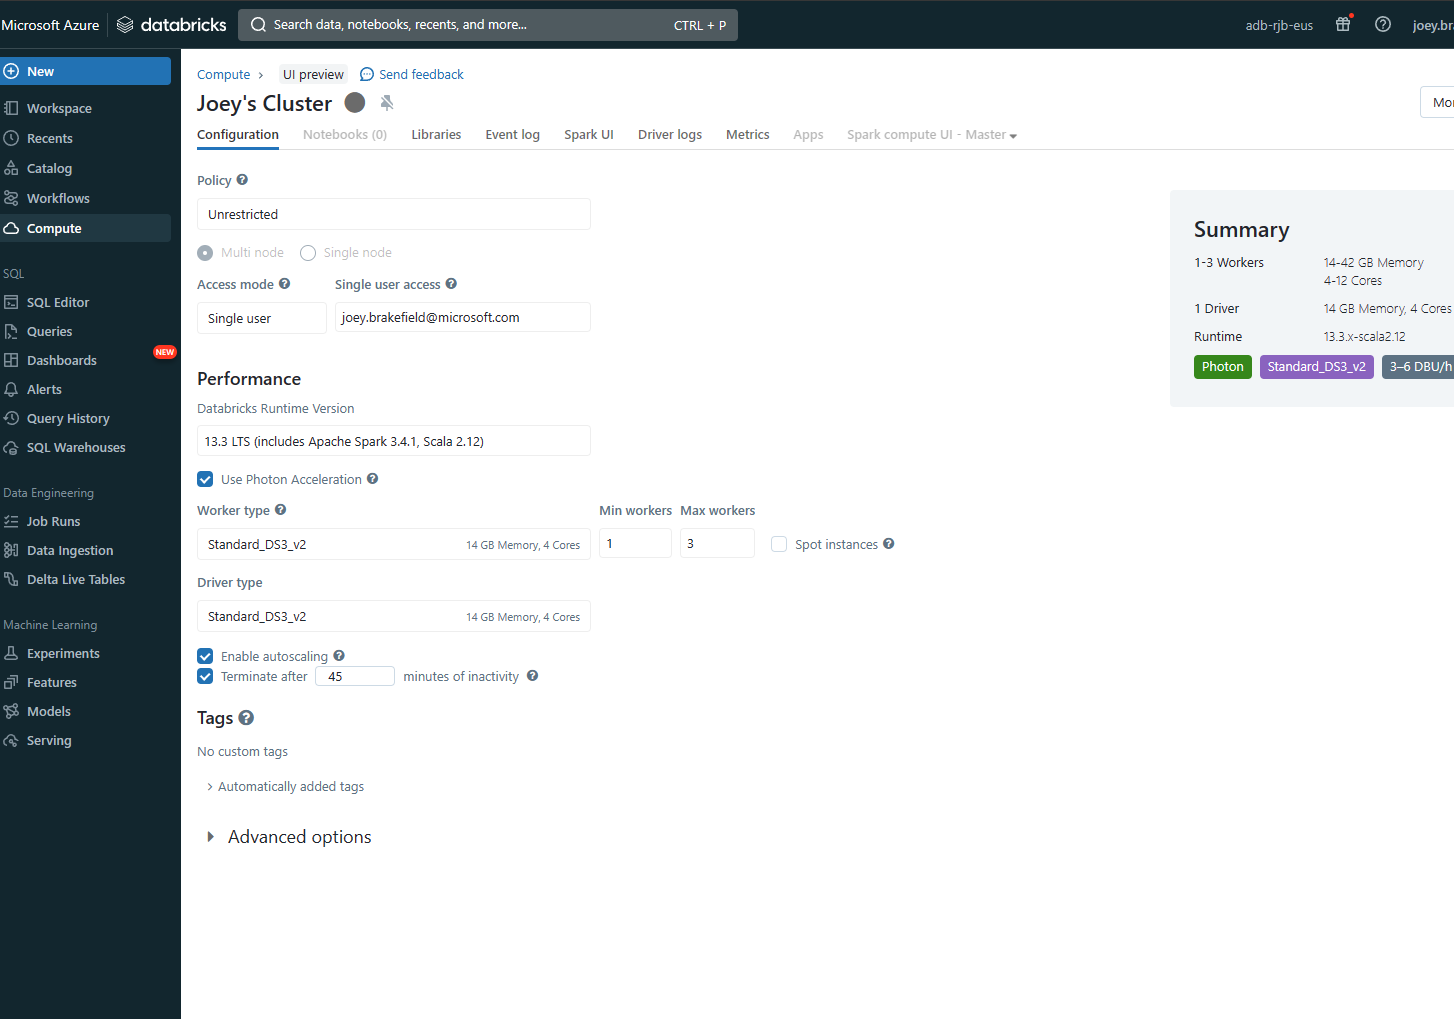 Microsoft Azure databricks Search data, notebooks, recents, and more... CTRL + P adb-rjb-eus joey.br
New
Workspace
Recents
Catalog
Workflows
Compute
SQL
SQL Editor
Queries
Dashboards NEW
Alerts
Query History
SQL Warehouses
Data Engineering
Job Runs
Data Ingestion
Delta Live Tables
Machine Learning
Experiments
Features
Models
Serving
Compute > UI preview Send feedback
Joey's Cluster
Mor
Configuration Notebooks (0) Libraries Event log Spark UI Driver logs Metrics Apps Spark compute UI - Master
Policy ?
Unrestricted
Multi node Single node
Access mode ? Single user access ?
Single user joey.brakefield@microsoft.com
Performance
Databricks Runtime Version
13.3 LTS (includes Apache Spark 3.4.1, Scala 2.12)
Use Photon Acceleration ?
Worker type ? Min workers Max workers
Standard_DS3_v2 14 GB Memory, 4 Cores 1 3 Spot instances ?
Driver type
Standard_DS3_v2 14 GB Memory, 4 Cores
Enable autoscaling ?
Terminate after 45 minutes of inactivity ?
Tags ?
No custom tags
Automatically added tags
Advanced options
Summary
1-3 Workers 14-42 GB Memory
4-12 Cores
1 Driver 14 GB Memory, 4 Cores
Runtime 13.3.x-scala2.12
Photon Standard_DS3_v2 3–6 DBU/h